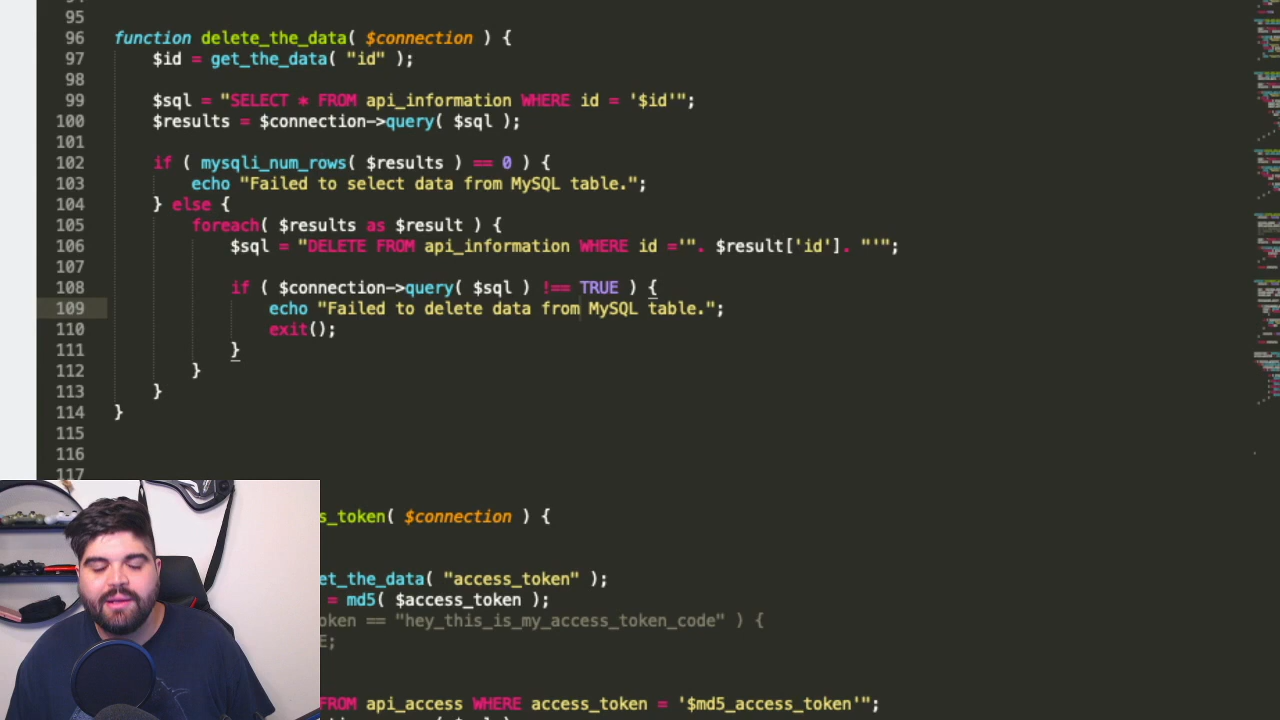 95
96 function delete_the_data( $connection ) {
97 $id = get_the_data( "id" );
98
99 $sql = "SELECT * FROM api_information WHERE id = '$id'";
100 $results = $connection->query( $sql );
101
102 if ( mysqli_num_rows( $results ) == 0 ) {
103 echo "Failed to select data from MySQL table.";
104 } else {
105 foreach( $results as $result ) {
106 $sql = "DELETE FROM api_information WHERE id ='". $result['id']. "'";
107
108 if ( $connection->query( $sql ) !== TRUE ) {
109 echo "Failed to delete data from MySQL table.";
110 exit();
111 }
112 }
113 }
114 }
115
116
117
s_token( $connection ) {
et_the_data( "access_token" );
= md5( $access_token );
oken == "hey_this_is_my_access_token_code" ) {
E;
FROM api_access WHERE access_token = '$md5_access_token'";